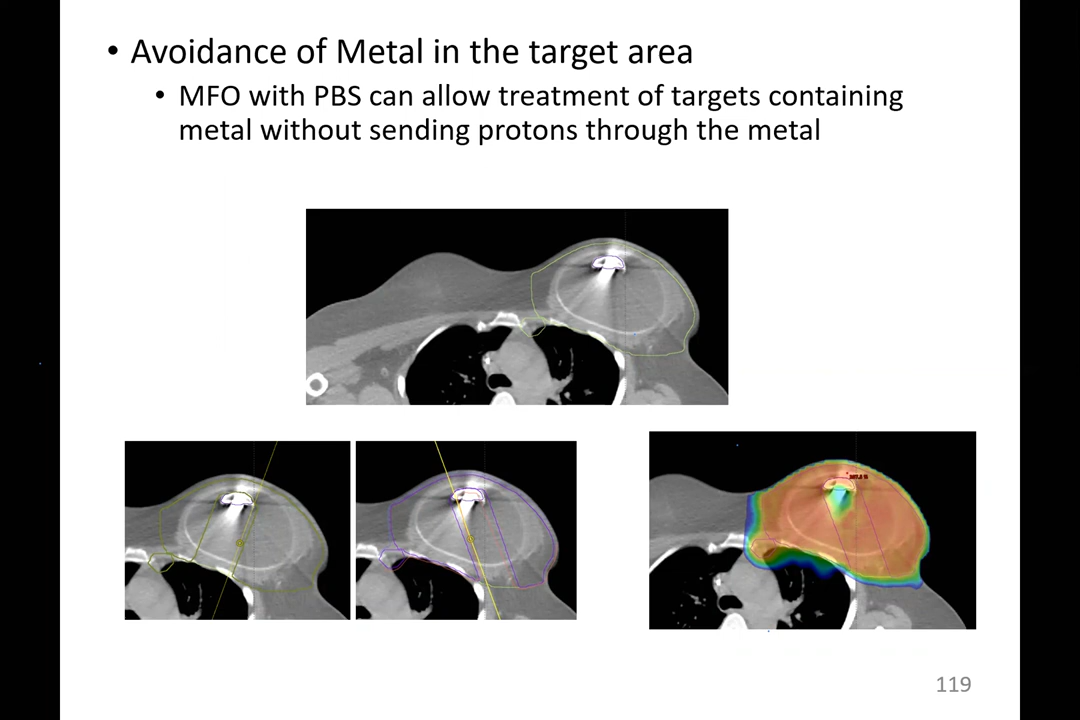 • Avoidance of Metal in the target area
• MFO with PBS can allow treatment of targets containing
metal without sending protons through the metal
119